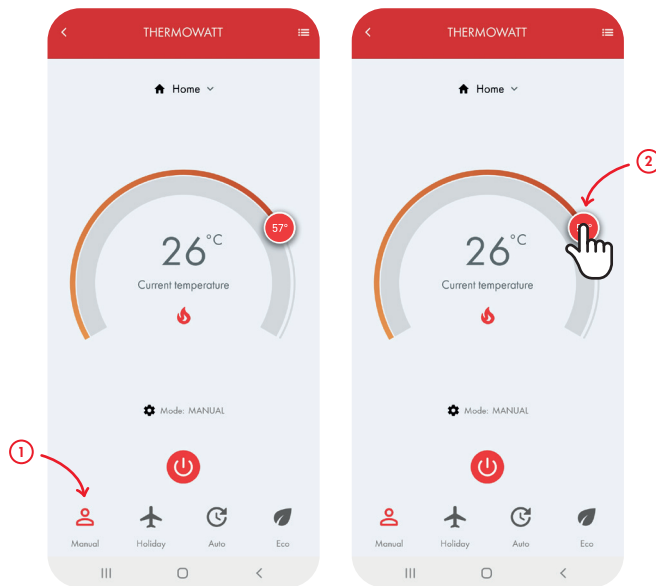 THERMOWATT
Home
57°
26°C
Current temperature
Mode: MANUAL
1
Manual
Holiday
Auto
Eco
THERMOWATT
Home
2
26°C
Current temperature
Mode: MANUAL
Manual
Holiday
Auto
Eco